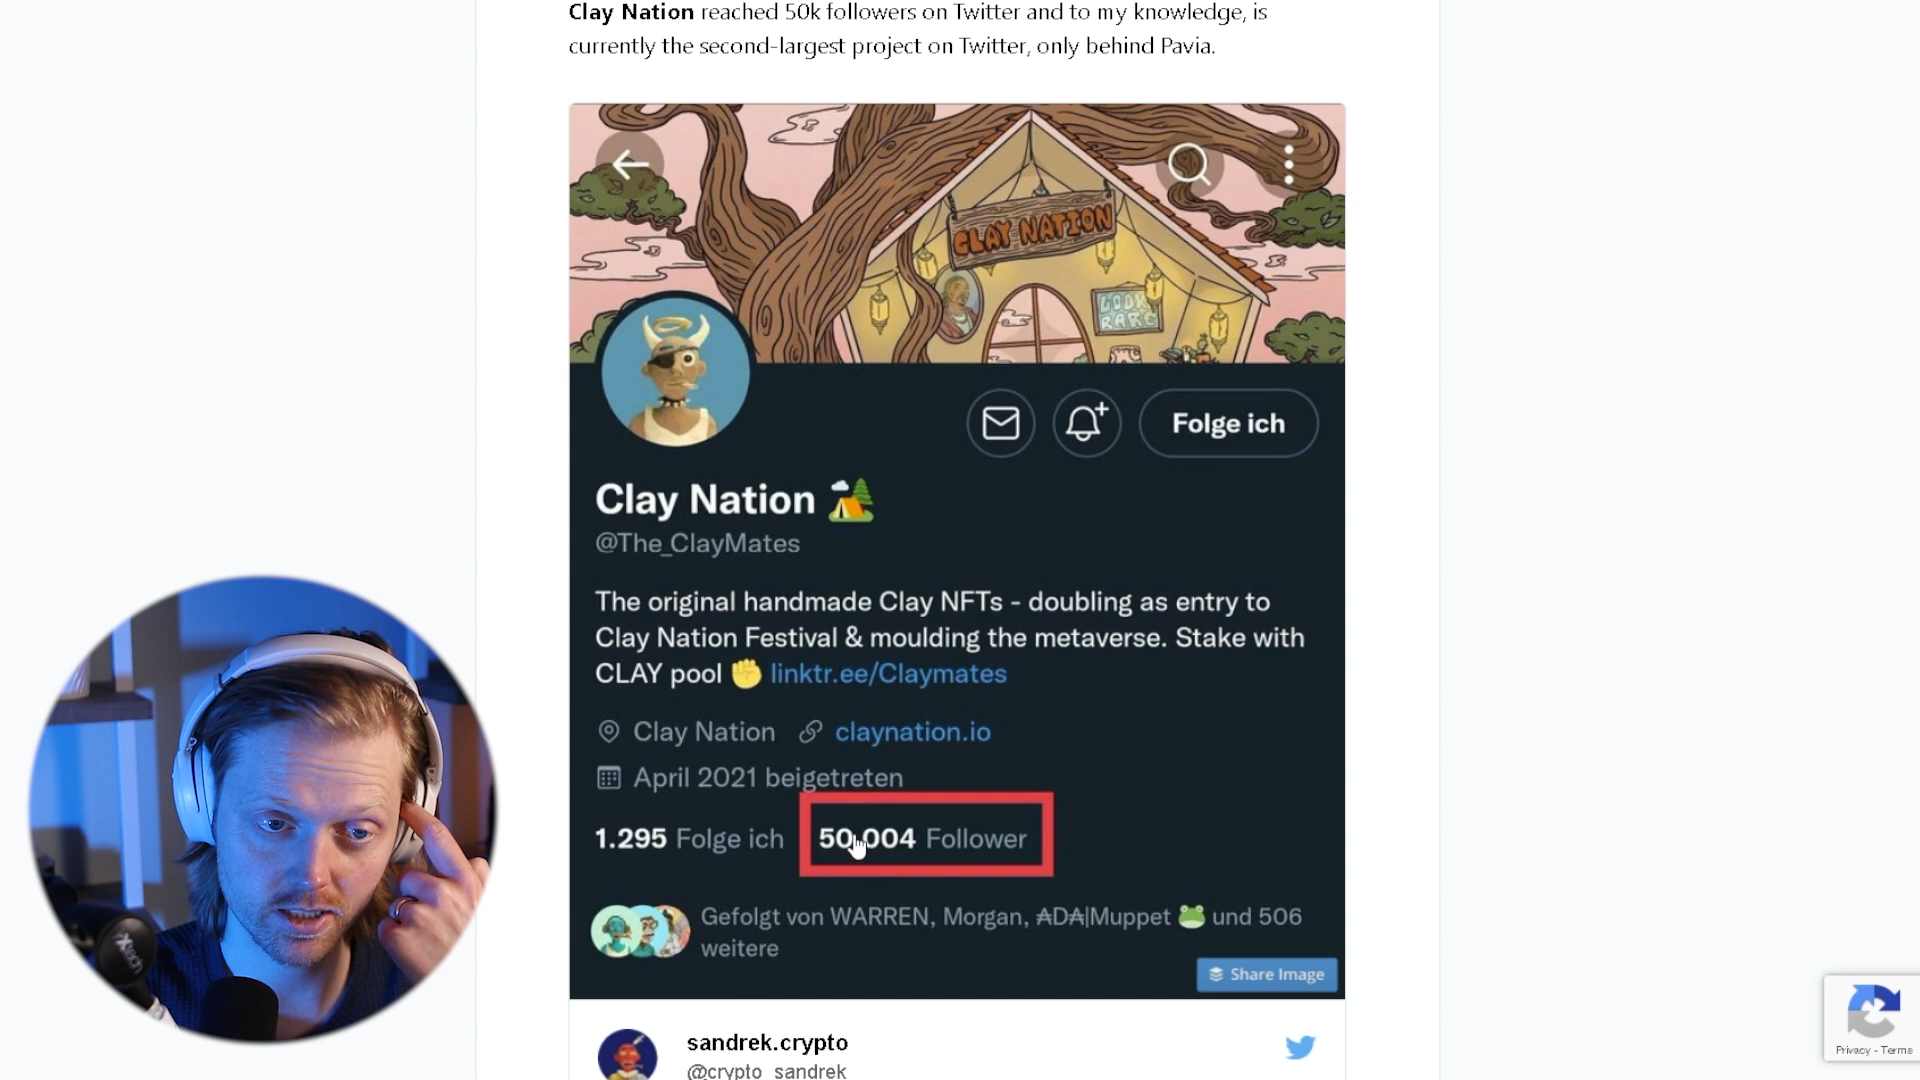 Clay Nation reached 50k followers on Twitter and to my knowledge, is
currently the second-largest project on Twitter, only behind Pavia.
CLAY NATION
LOOK
RARE
Folge ich
Clay Nation 🏕️
@The_ClayMates
The original handmade Clay NFTs - doubling as entry to
Clay Nation Festival & moulding the metaverse. Stake with
CLAY pool ✊ linktr.ee/Claymates
Clay Nation claynation.io
April 2021 beigetreten
1.295 Folge ich 50.004 Follower
Gefolgt von WARREN, Morgan, ₳D₳|Muppet 🐸 und 506
weitere
Share Image
sandrek.crypto
@crypto_sandrek
Privacy - Terms